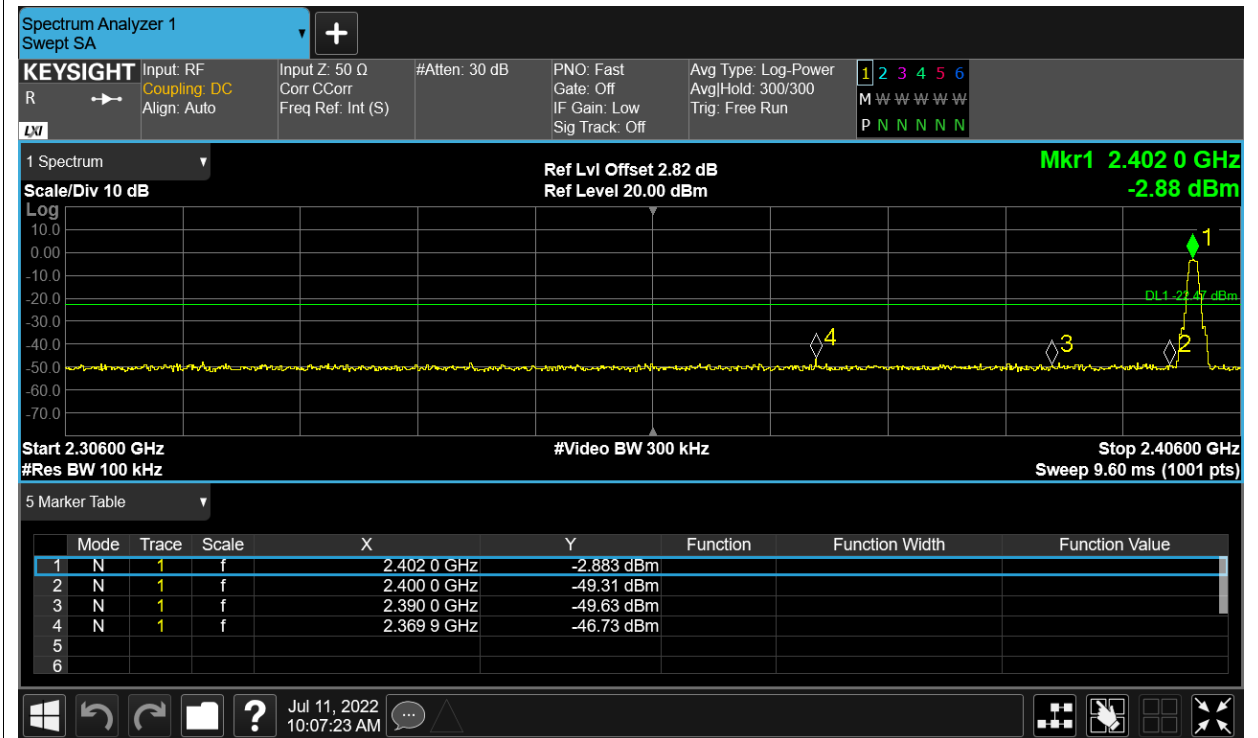 Spectrum Analyzer 1
Swept SA
+
KEYSIGHT Input: RF Input Z: 50 Ω #Atten: 30 dB PNO: Fast Avg Type: Log-Power 1 2 3 4 5 6
R Coupling: DC Corr CCorr Gate: Off Avg|Hold: 300/300 M W W W W W W
Align: Auto Freq Ref: Int (S) IF Gain: Low Trig: Free Run
LXI Sig Track: Off P N N N N N N
1 Spectrum Ref Lvl Offset 2.82 dB Mkr1 2.402 0 GHz
Scale/Div 10 dB Ref Level 20.00 dBm -2.88 dBm
Log
10.0
1
0.00
-10.0
-20.0
DL1 -22.47 dBm
-30.0
-40.0
4 3 2
-50.0
-60.0
-70.0
Start 2.30600 GHz #Video BW 300 kHz Stop 2.40600 GHz
#Res BW 100 kHz Sweep 9.60 ms (1001 pts)
5 Marker Table
Mode Trace Scale X Y Function Function Width Function Value
1 N 1 f 2.402 0 GHz -2.883 dBm
2 N 1 f 2.400 0 GHz -49.31 dBm
3 N 1 f 2.390 0 GHz -49.63 dBm
4 N 1 f 2.369 9 GHz -46.73 dBm
5
6
? Jul 11, 2022
10:07:23 AM